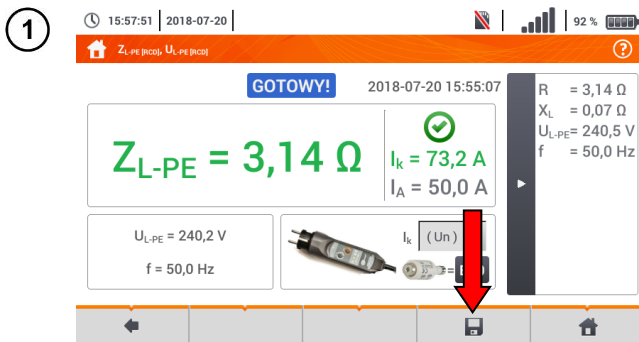 1
15:57:51 2018-07-20 92 %
ZL-PE [RCD], UL-PE [RCD] ?
GOTOWY! 2018-07-20 15:55:07
ZL-PE = 3,14 Ω
Ik = 73,2 A
IA = 50,0 A
R = 3,14 Ω
XL = 0,07 Ω
UL-PE= 240,5 V
f = 50,0 Hz
UL-PE = 240,2 V
f = 50,0 Hz
Ik (Un)
=